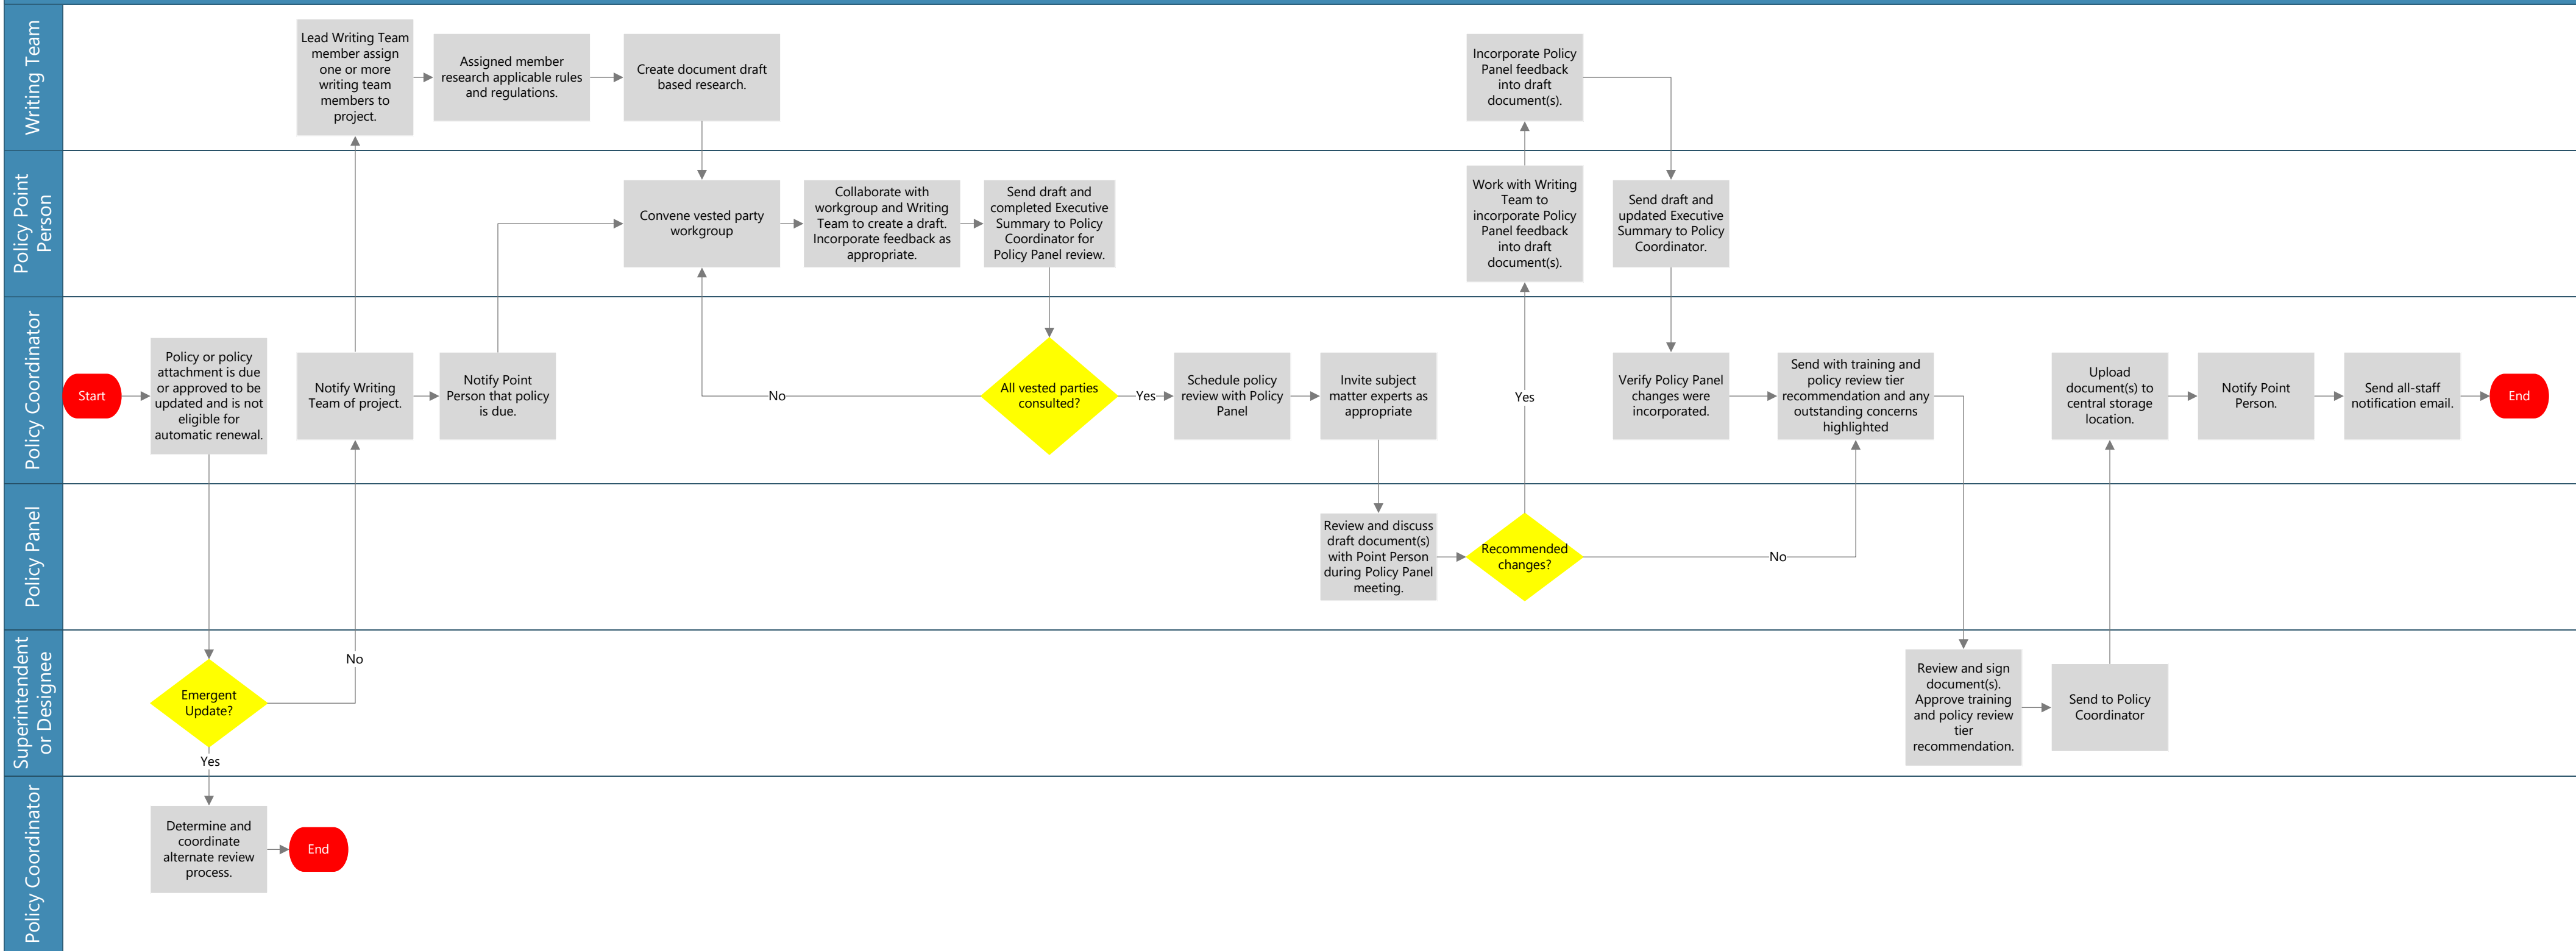 Writing Team
Lead Writing Team
member assign
one or more
writing team
members to
project.
Assigned member
research applicable rules
and regulations.
Create document draft
based research.
Incorporate Policy
Panel feedback
into draft
document(s).
Policy Point
Person
Convene vested party
workgroup
Collaborate with
workgroup and Writing
Team to create a draft.
Incorporate feedback as
appropriate.
Send draft and
completed Executive
Summary to Policy
Coordinator for
Policy Panel review.
Work with Writing
Team to
incorporate Policy
Panel feedback
into draft
document(s).
Send draft and
updated Executive
Summary to Policy
Coordinator.
Policy Coordinator
Start
Policy or policy
attachment is due
or approved to be
updated and is not
eligible for
automatic renewal.
Notify Writing
Team of project.
Notify Point
Person that policy
is due.
No
All vested parties
consulted?
Yes
Schedule policy
review with Policy
Panel
Invite subject
matter experts as
appropriate
Yes
Verify Policy Panel
changes were
incorporated.
Send with training and
policy review tier
recommendation and any
outstanding concerns
highlighted
Upload
document(s) to
central storage
location.
Notify Point
Person.
Send all-staff
notification email.
End
Policy Panel
Review and discuss
draft document(s)
with Point Person
during Policy Panel
meeting.
Recommended
changes?
No
Superintendent
or Designee
Emergent
Update?
No
Yes
Review and sign
document(s).
Approve training
and policy review
tier
recommendation.
Send to Policy
Coordinator
Policy Coordinator
Determine and
coordinate
alternate review
process.
End